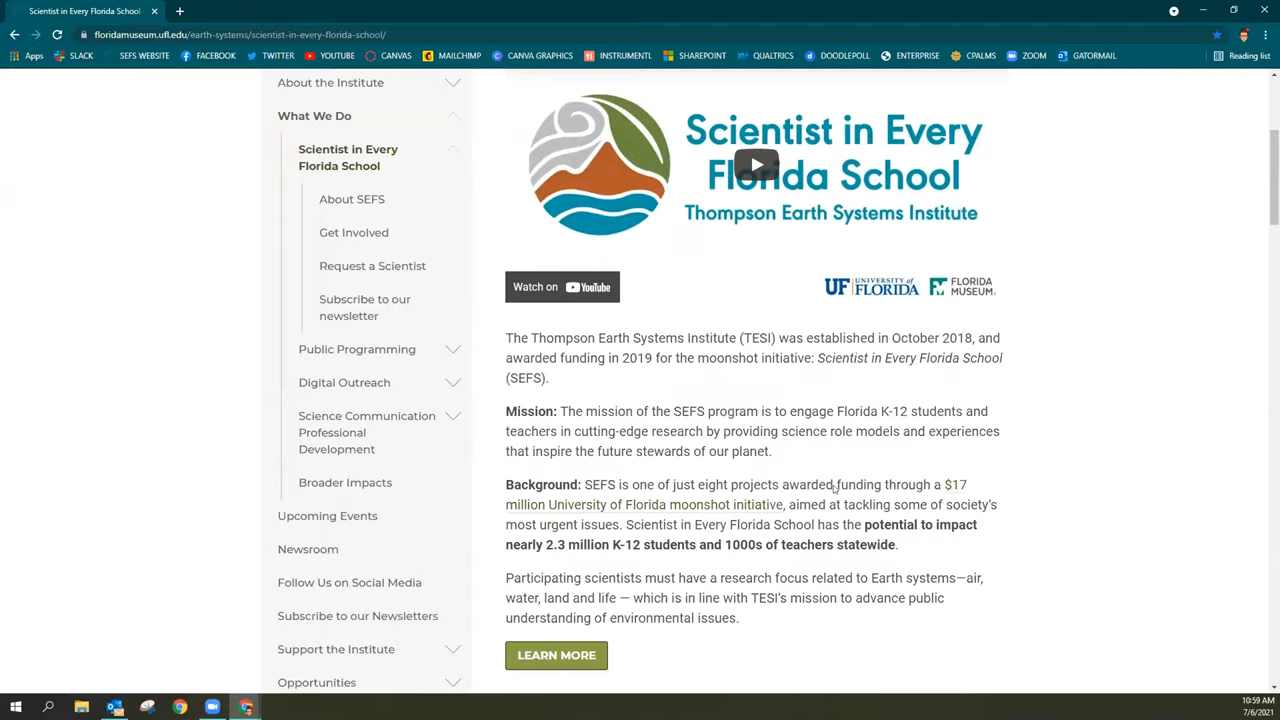 Scientist in Every Florida School -
floridamuseum.ufl.edu/earth-systems/scientist-in-every-florida-school/
Apps SLACK SEFS WEBSITE FACEBOOK TWITTER YOUTUBE CANVAS MAILCHIMP CANVA GRAPHICS INSTRUMENTL SHAREPOINT QUALTRICS DOODLEPOLL ENTERPRISE CPALMS ZOOM GATORMAIL Reading list
About the Institute
What We Do
Scientist in Every
Florida School
About SEFS
Get Involved
Request a Scientist
Subscribe to our
newsletter
Public Programming
Digital Outreach
Science Communication
Professional
Development
Broader Impacts
Upcoming Events
Newsroom
Follow Us on Social Media
Subscribe to our Newsletters
Support the Institute
Opportunities
Scientist in Every
Florida School
Thompson Earth Systems Institute
Watch on YouTube
UF UNIVERSITY of FLORIDA
FLORIDA MUSEUM
The Thompson Earth Systems Institute (TESI) was established in October 2018, and
awarded funding in 2019 for the moonshot initiative: Scientist in Every Florida School
(SEFS).
Mission: The mission of the SEFS program is to engage Florida K-12 students and
teachers in cutting-edge research by providing science role models and experiences
that inspire the future stewards of our planet.
Background: SEFS is one of just eight projects awarded funding through a $17
million University of Florida moonshot initiative, aimed at tackling some of society's
most urgent issues. Scientist in Every Florida School has the potential to impact
nearly 2.3 million K-12 students and 1000s of teachers statewide.
Participating scientists must have a research focus related to Earth systems—air,
water, land and life — which is in line with TESI's mission to advance public
understanding of environmental issues.
LEARN MORE
10:59 AM
7/6/2021